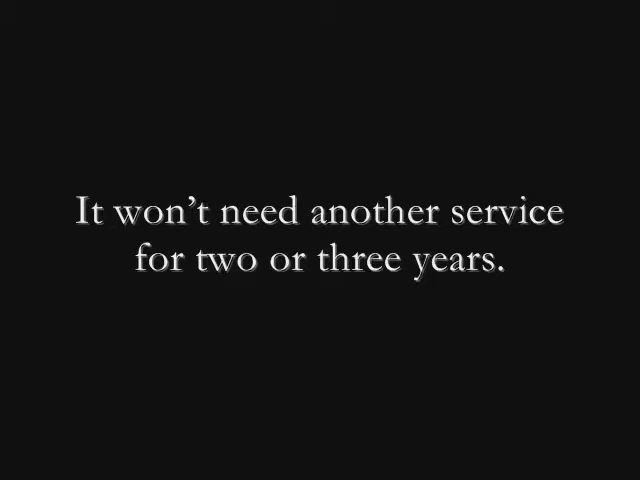 It won’t need another service
for two or three years.